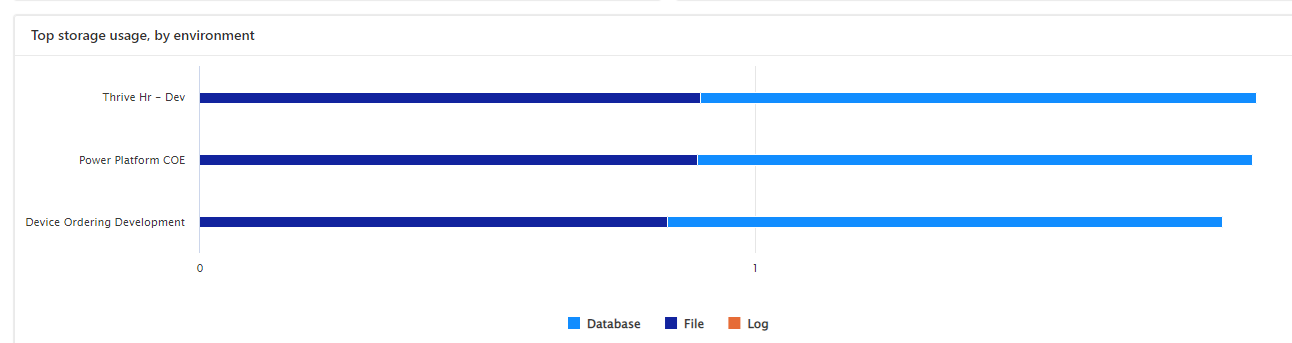 Top storage usage, by environment
Thrive Hr - Dev
Power Platform COE
Device Ordering Development
0
1
Database
File
Log